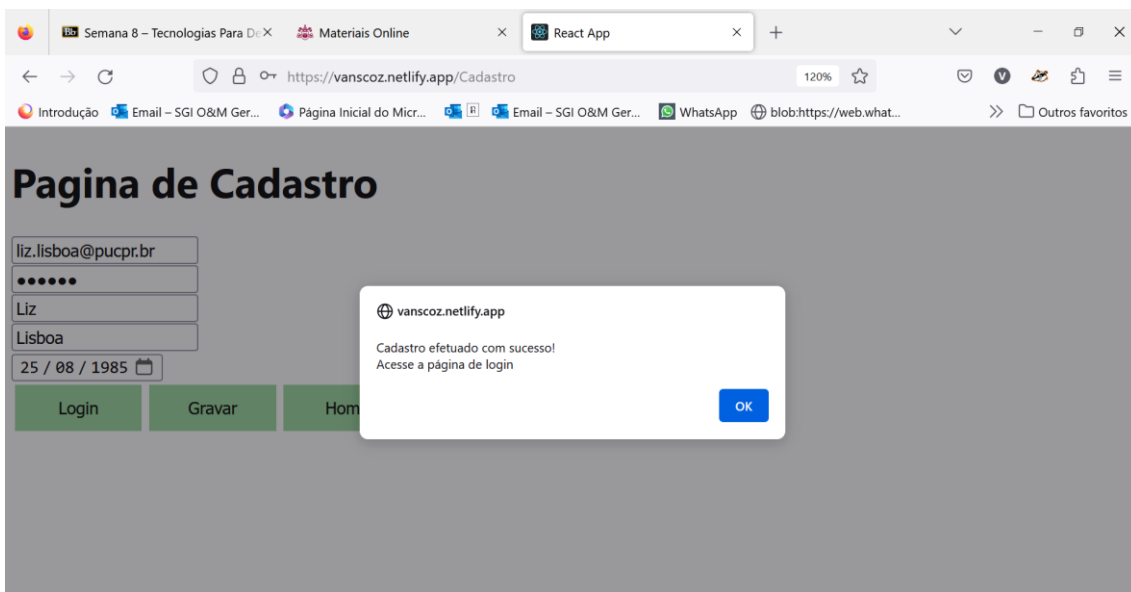 Semana 8 – Tecnologias Para De
Materiais Online
React App
https://vanscoz.netlify.app/Cadastro
120%
V
Introdução
Email – SGI O&M Ger...
Página Inicial do Micr...
Email – SGI O&M Ger...
WhatsApp
blob:https://web.what...
Outros favoritos
Pagina de Cadastro
liz.lisboa@pucpr.br
••••••
Liz
Lisboa
25 / 08 / 1985
Login
Gravar
Hom
vanscoz.netlify.app
Cadastro efetuado com sucesso!
Acesse a página de login
OK